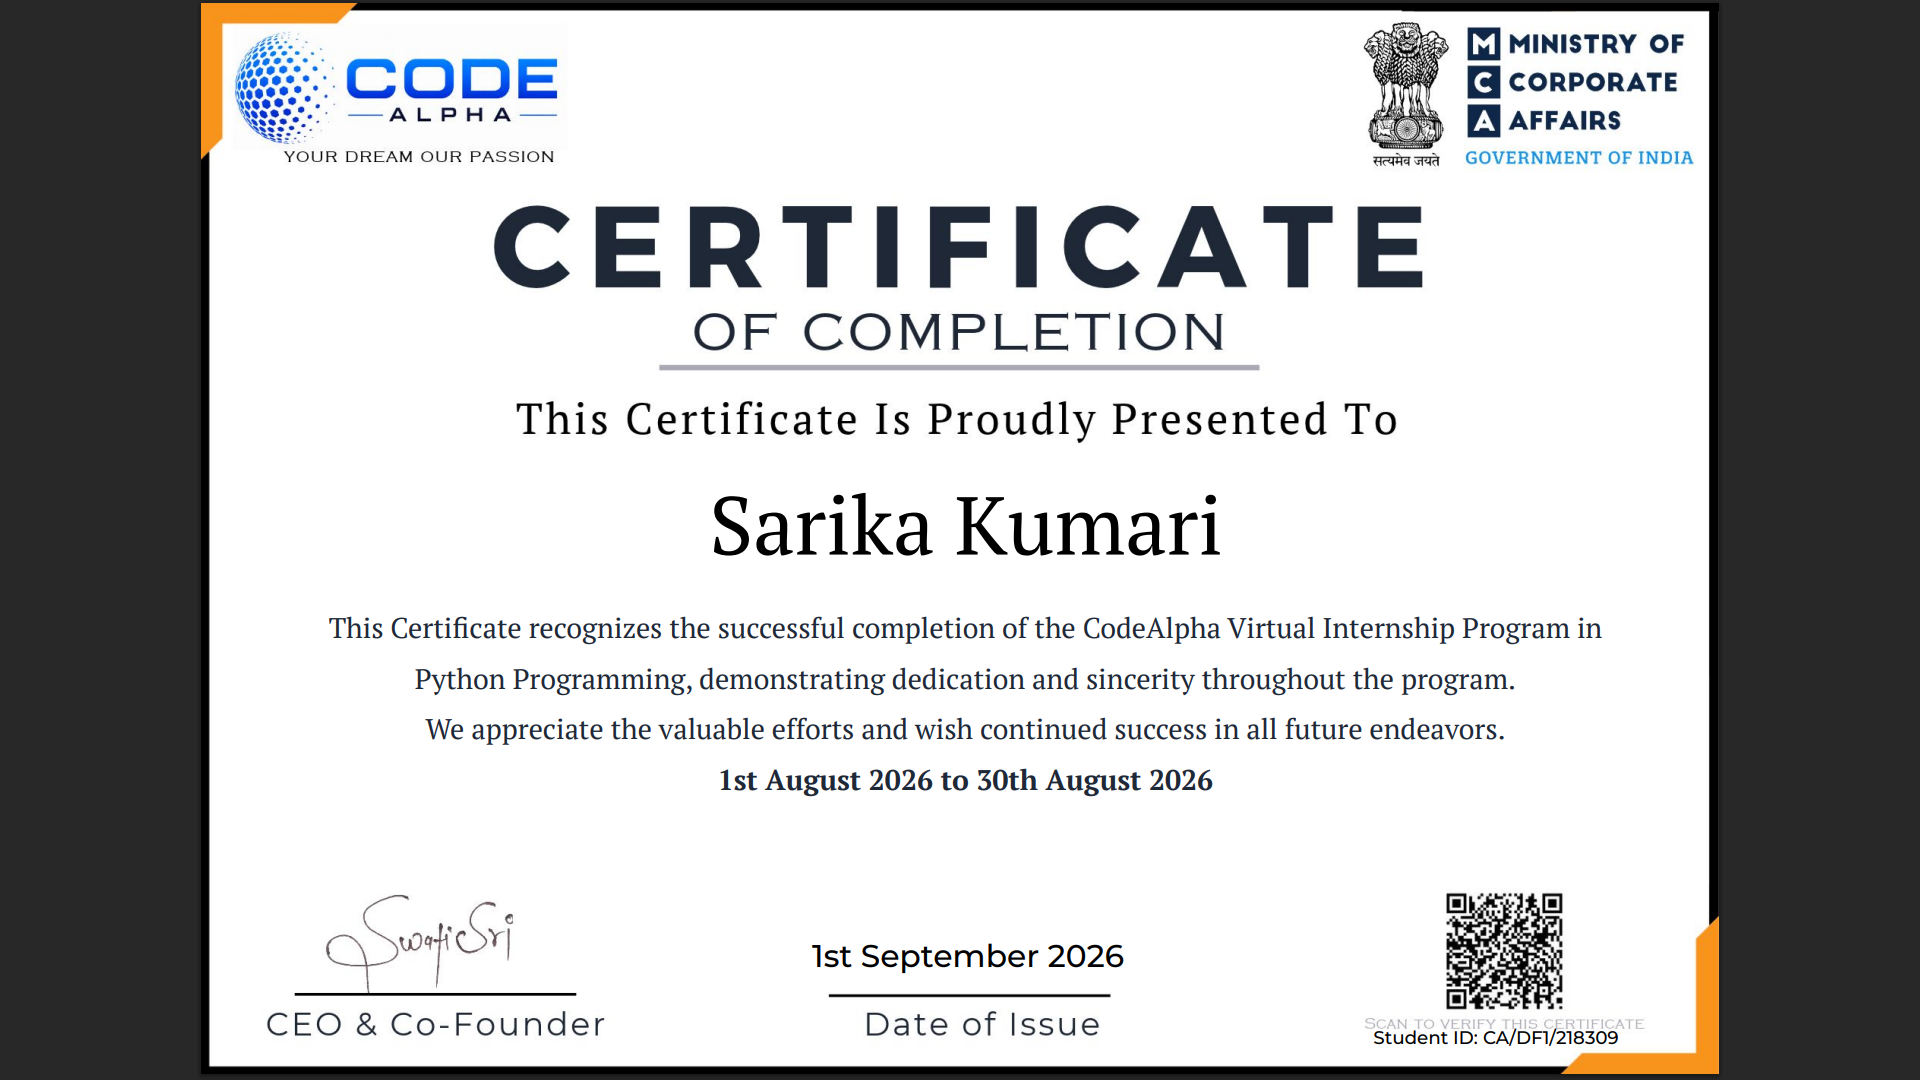 CODE
ALPHA
YOUR DREAM OUR PASSION
सत्यमेव जयते
M MINISTRY OF
C CORPORATE
A AFFAIRS
GOVERNMENT OF INDIA
CERTIFICATE
OF COMPLETION
This Certificate Is Proudly Presented To
Sarika Kumari
This Certificate recognizes the successful completion of the CodeAlpha Virtual Internship Program in
Python Programming, demonstrating dedication and sincerity throughout the program.
We appreciate the valuable efforts and wish continued success in all future endeavors.
1st August 2026 to 30th August 2026
Swati Sri
CEO & Co-Founder
1st September 2026
Date of Issue
SCAN TO VERIFY THIS CERTIFICATE
Student ID: CA/DF1/218309